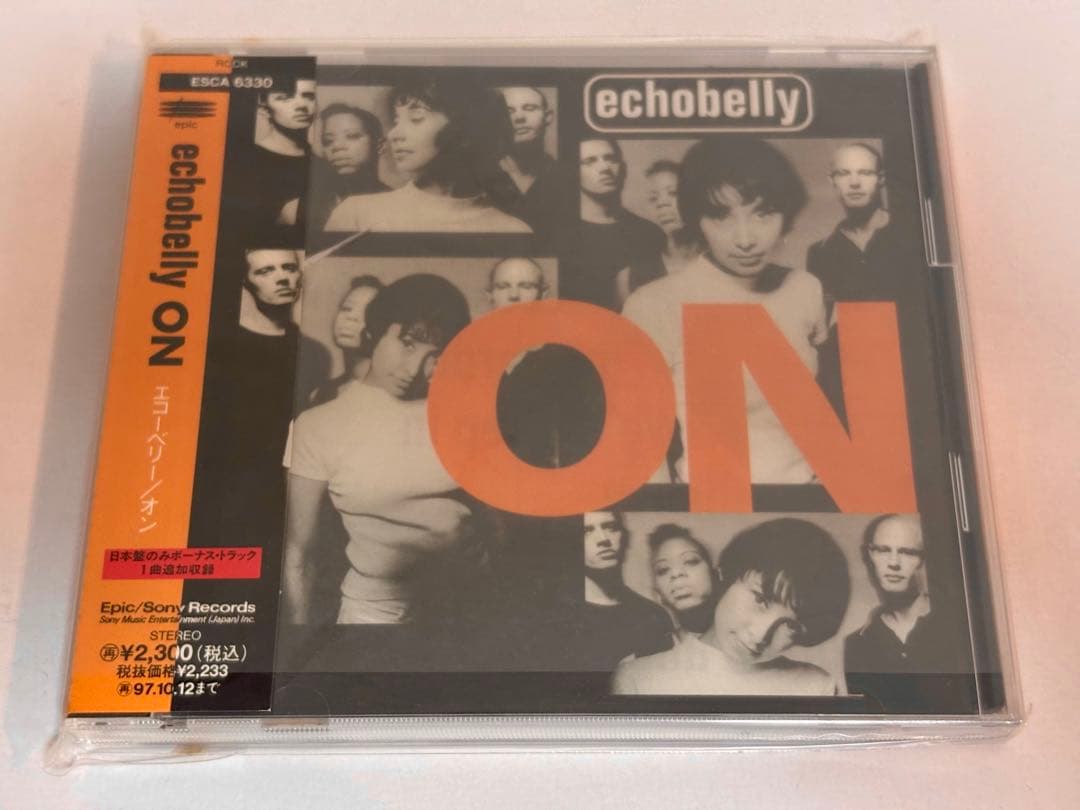 ROCK
ESCA 6330
epic
echobelly ON
エコーベリー/オン
日本盤のみボーナス・トラック
1曲追加収録
Epic/Sony Records
Sony Music Entertainment (Japan) Inc.
STEREO
再¥2,300(税込)
税抜価格¥2,233
再97.10.12まで
echobelly
ON